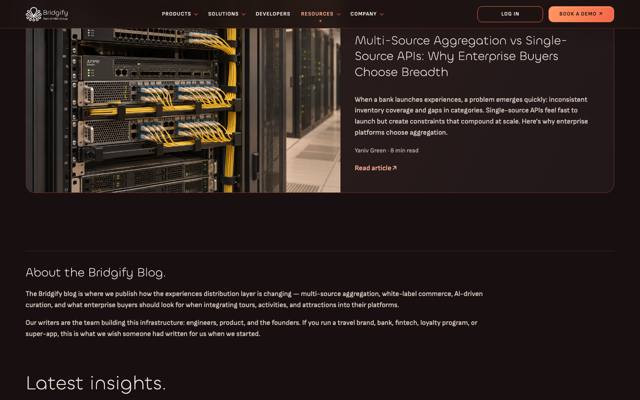 Bridgify
PRODUCTS
SOLUTIONS
DEVELOPERS
RESOURCES
COMPANY
LOG IN
BOOK A DEMO ↗
Multi-Source Aggregation vs Single-
Source APIs: Why Enterprise Buyers
Choose Breadth
When a bank launches experiences, a problem emerges quickly: inconsistent
inventory coverage and gaps in categories. Single-source APIs feel fast to
launch but create constraints that compound at scale. Here's why enterprise
platforms choose aggregation.
Yaniv Green · 8 min read
Read article ↗
About the Bridgify Blog.
The Bridgify blog is where we publish how the experiences distribution layer is changing — multi-source aggregation, white-label commerce, AI-driven
curation, and what enterprise buyers should look for when integrating tours, activities, and attractions into their platforms.
Our writers are the team building this infrastructure: engineers, product, and the founders. If you run a travel brand, bank, fintech, loyalty program, or
super-app, this is what we wish someone had written for us when we started.
Latest insights.